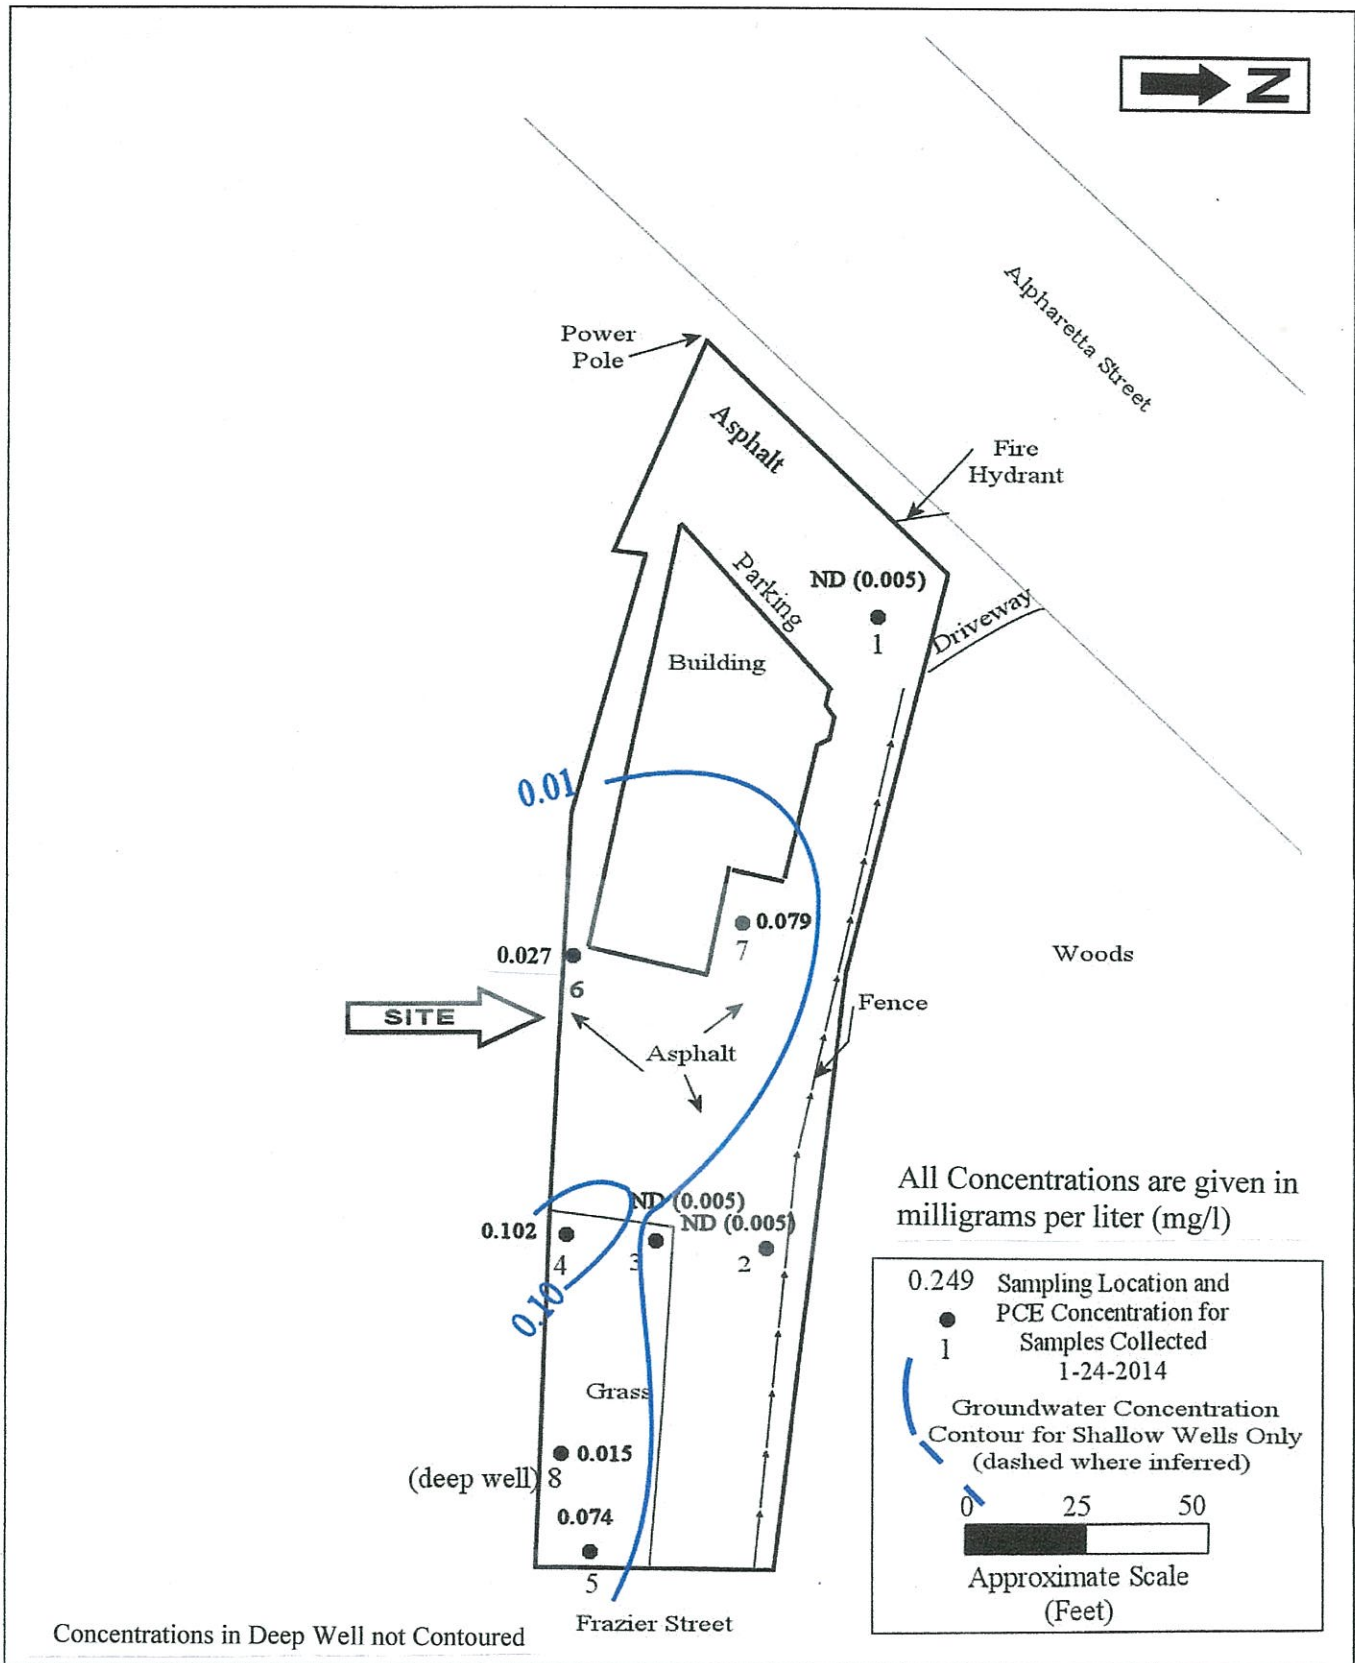 N
Alpharetta Street
Power
Pole
Asphalt
Fire
Hydrant
Parking
ND (0.005)
1
Driveway
Building
0.01
0.079
7
0.027
6
Woods
SITE
Fence
Asphalt
ND (0.005)
ND (0.005)
0.102
4
3
2
0.10
Grass
0.015
(deep well) 8
0.074
5
Frazier Street
Concentrations in Deep Well not Contoured
All Concentrations are given in
milligrams per liter (mg/l)
0.249 Sampling Location and
PCE Concentration for
1 Samples Collected
1-24-2014
Groundwater Concentration
Contour for Shallow Wells Only
(dashed where inferred)
0 25 50
Approximate Scale
(Feet)